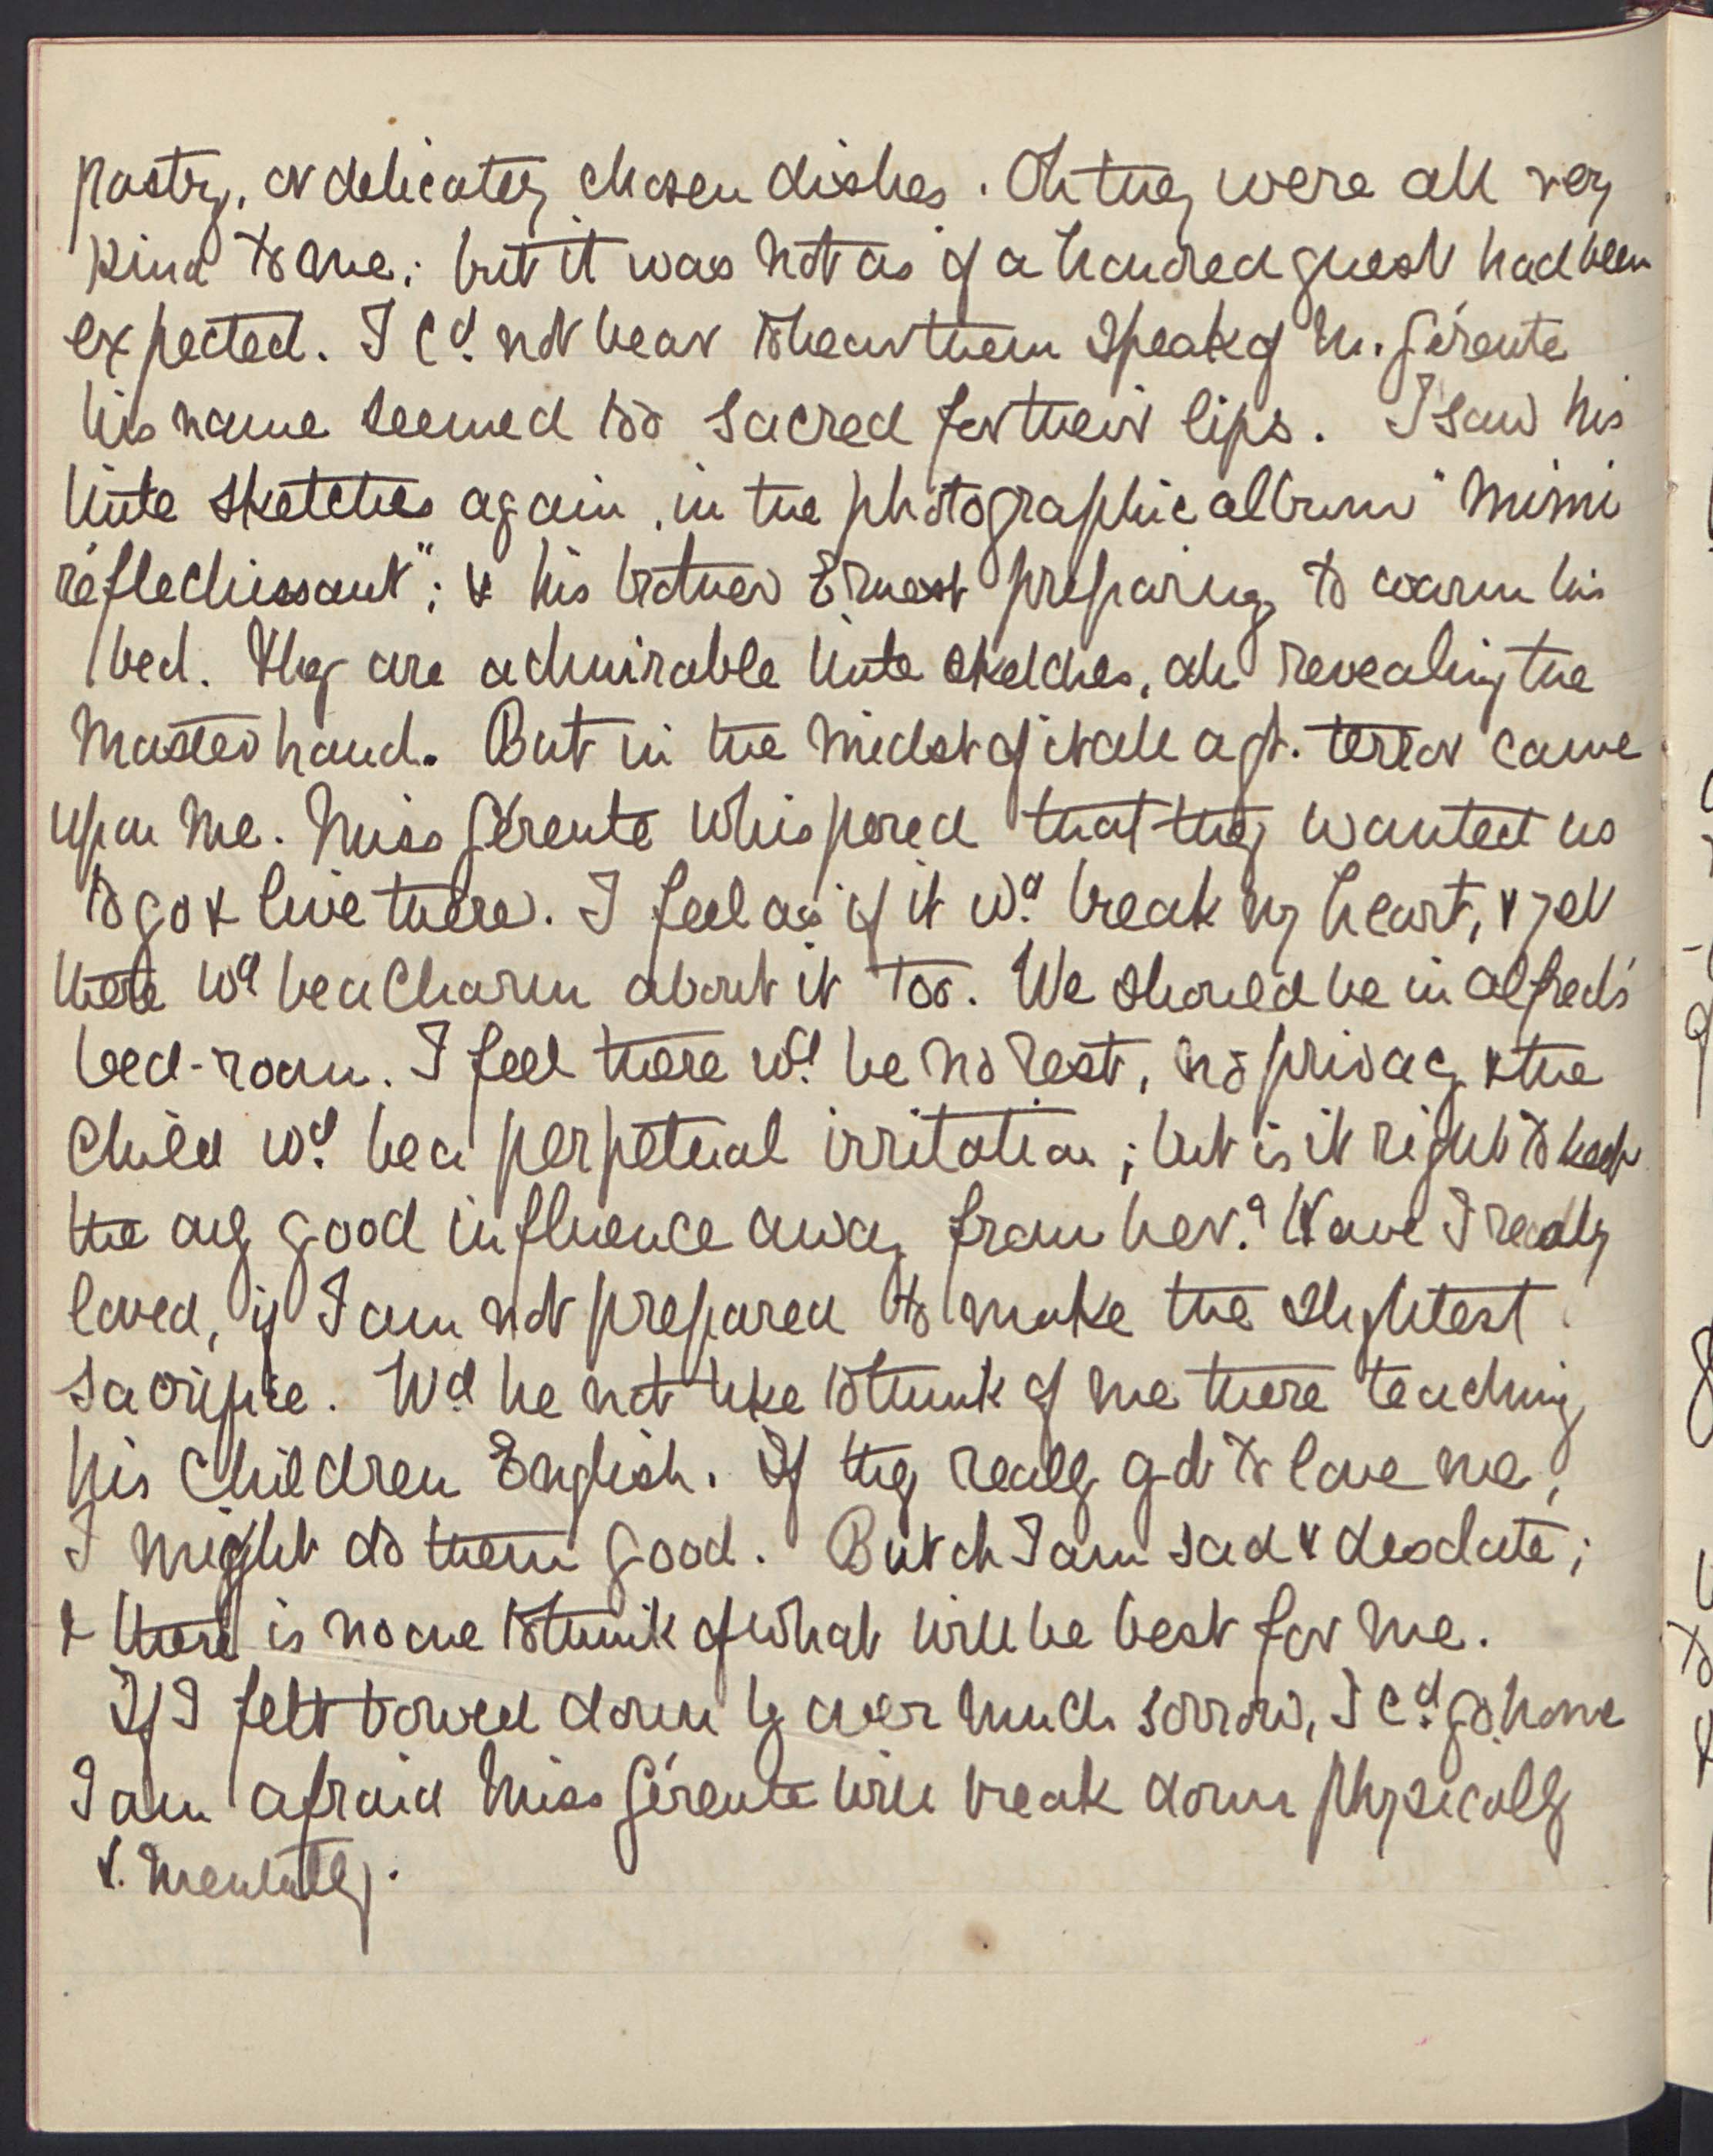 pastry, or delicately chosen dishes. Oh they were all very
kind to me; but it was not as if a honoured guest had been
expected. I cd. not bear to hear them speak of M. Gérente
his name seemed too sacred for their lips. I saw his
little sketches again, in the photographic album "Mimi
réflechissant"; & his brother Ernest preparing to warm his
bed. They are admirable little sketches, all revealing the
Master hand. But in the midst of it all a gt. terror came
upon me. Miss Gérente whispered that they wanted us
to go & live there. I feel as if it wd. break my heart, & yet
there wd be a charm about it too. We should be in Alfred's
bed-room. I feel there wd. be no rest, no privacy & the
Child wd. be a perpetual irritation; but is it right to keep
the only good influence away from her? Have I really
loved, if I am not prepared to make the slightest
sacrifice. Wd he not like to think of me there teaching
his children English. If they really got to love me,
I might do them good. But oh I am sad & desolate;
& there is no one to think of what will be best for me.
If I felt bowed down by over much sorrow, I cd. go home
I am afraid Miss Gérente will break down physically
&. mentally.